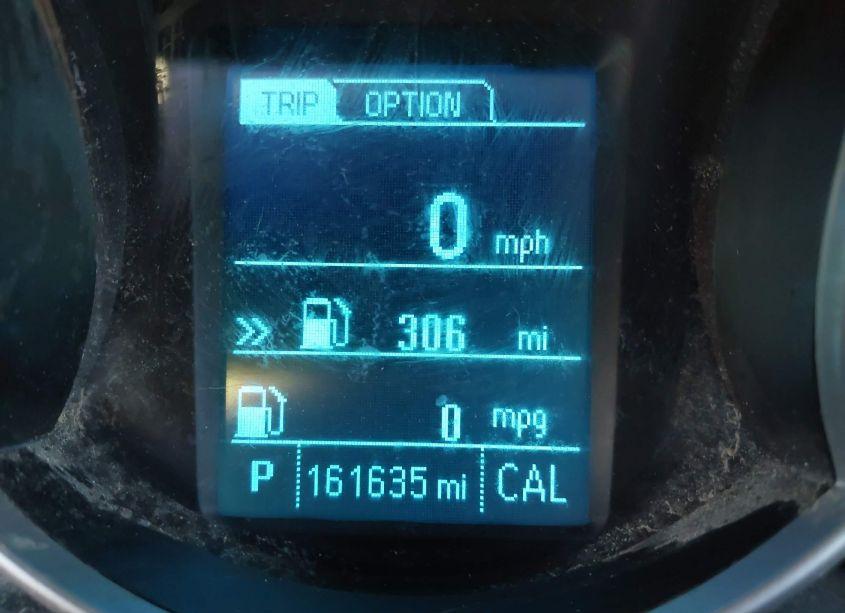 TRIP OPTION
0 mph
306 mi
0 mpg
P 161635 mi CAL